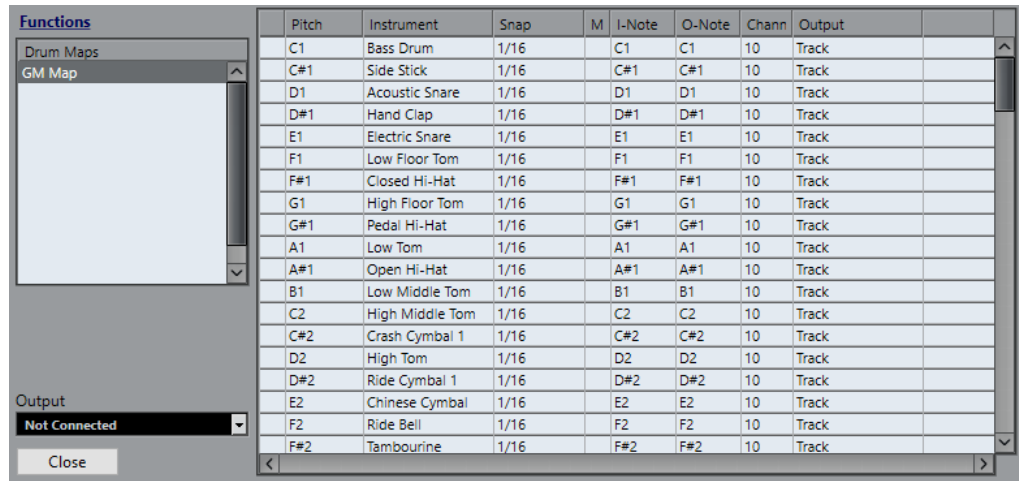 Functions
Drum Maps
GM Map
Output
Not Connected
Close
Pitch Instrument Snap M I-Note O-Note Chann Output
C1 Bass Drum 1/16 C1 C1 10 Track
C#1 Side Stick 1/16 C#1 C#1 10 Track
D1 Acoustic Snare 1/16 D1 D1 10 Track
D#1 Hand Clap 1/16 D#1 D#1 10 Track
E1 Electric Snare 1/16 E1 E1 10 Track
F1 Low Floor Tom 1/16 F1 F1 10 Track
F#1 Closed Hi-Hat 1/16 F#1 F#1 10 Track
G1 High Floor Tom 1/16 G1 G1 10 Track
G#1 Pedal Hi-Hat 1/16 G#1 G#1 10 Track
A1 Low Tom 1/16 A1 A1 10 Track
A#1 Open Hi-Hat 1/16 A#1 A#1 10 Track
B1 Low Middle Tom 1/16 B1 B1 10 Track
C2 High Middle Tom 1/16 C2 C2 10 Track
C#2 Crash Cymbal 1 1/16 C#2 C#2 10 Track
D2 High Tom 1/16 D2 D2 10 Track
D#2 Ride Cymbal 1 1/16 D#2 D#2 10 Track
E2 Chinese Cymbal 1/16 E2 E2 10 Track
F2 Ride Bell 1/16 F2 F2 10 Track
F#2 Tambourine 1/16 F#2 F#2 10 Track